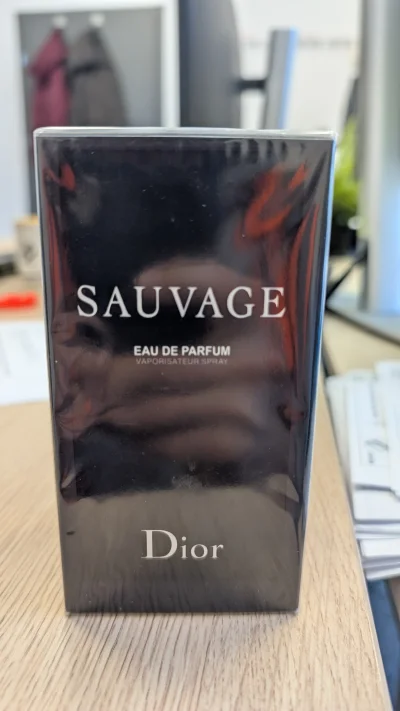 SAUVAGE
EAU DE PARFUM
VAPORISATEUR SPRAY
Dior